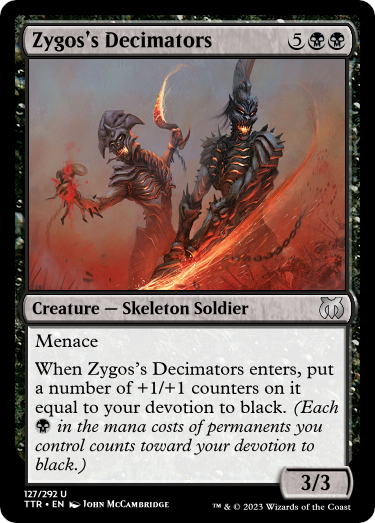 Zygos's Decimators 5
Creature — Skeleton Soldier
Menace
When Zygos's Decimators enters, put
a number of +1/+1 counters on it
equal to your devotion to black. (Each
in the mana costs of permanents you
control counts toward your devotion to
black.)
3/3
127/292 U
TTR • EN John McCambridge
™ & © 2023 Wizards of the Coast